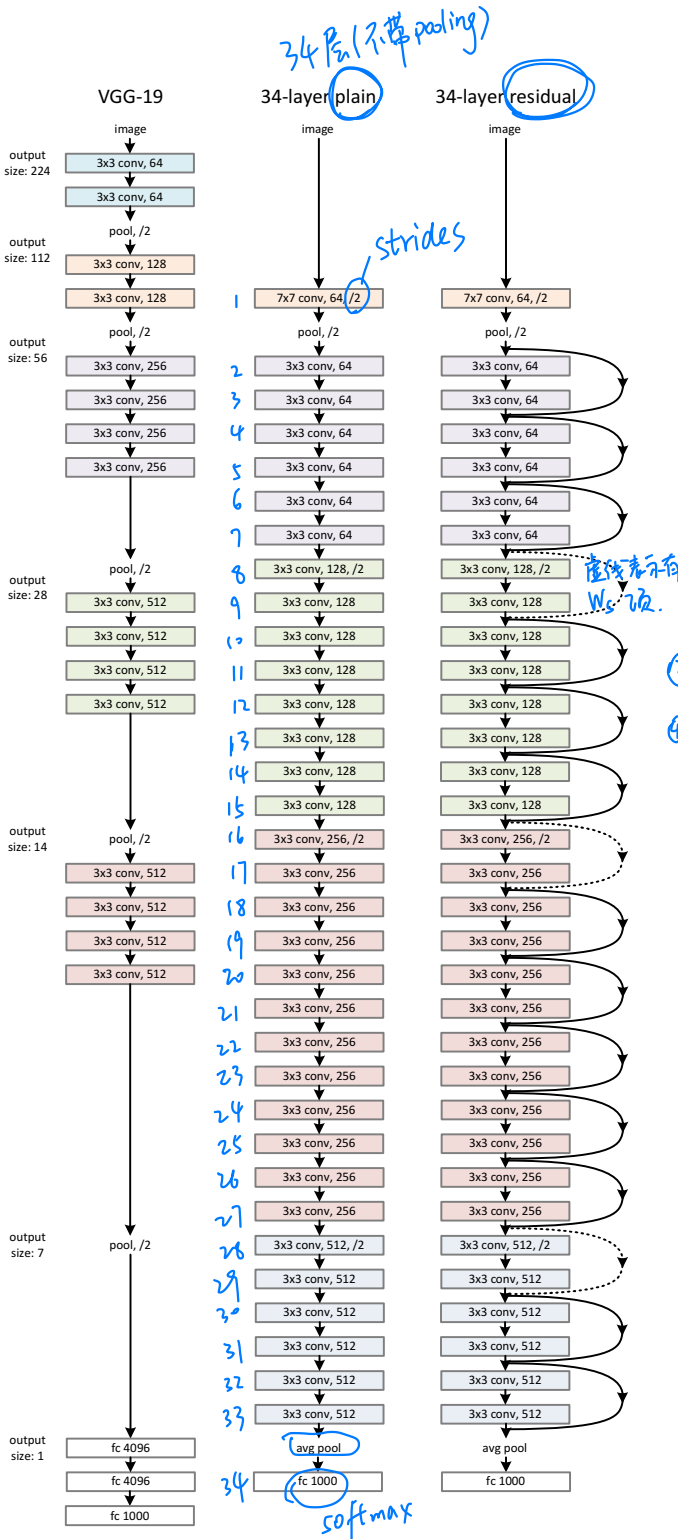 34层(不带pooling)
VGG-19
image
output
size: 224
3x3 conv, 64
3x3 conv, 64
pool, /2
output
size: 112
3x3 conv, 128
3x3 conv, 128
pool, /2
output
size: 56
3x3 conv, 256
3x3 conv, 256
3x3 conv, 256
3x3 conv, 256
pool, /2
output
size: 28
3x3 conv, 512
3x3 conv, 512
3x3 conv, 512
3x3 conv, 512
pool, /2
output
size: 14
3x3 conv, 512
3x3 conv, 512
3x3 conv, 512
3x3 conv, 512
output
size: 7
pool, /2
output
size: 1
fc 4096
fc 4096
fc 1000
34-layer plain
image
strides
1 7x7 conv, 64, /2
pool, /2
2 3x3 conv, 64
3 3x3 conv, 64
4 3x3 conv, 64
5 3x3 conv, 64
6 3x3 conv, 64
7 3x3 conv, 64
8 3x3 conv, 128, /2
9 3x3 conv, 128
10 3x3 conv, 128
11 3x3 conv, 128
12 3x3 conv, 128
13 3x3 conv, 128
14 3x3 conv, 128
15 3x3 conv, 128
16 3x3 conv, 256, /2
17 3x3 conv, 256
18 3x3 conv, 256
19 3x3 conv, 256
20 3x3 conv, 256
21 3x3 conv, 256
22 3x3 conv, 256
23 3x3 conv, 256
24 3x3 conv, 256
25 3x3 conv, 256
26 3x3 conv, 256
27 3x3 conv, 256
28 3x3 conv, 512, /2
29 3x3 conv, 512
30 3x3 conv, 512
31 3x3 conv, 512
32 3x3 conv, 512
33 3x3 conv, 512
avg pool
34 fc 1000
softmax
34-layer residual
image
7x7 conv, 64, /2
pool, /2
3x3 conv, 64
3x3 conv, 64
3x3 conv, 64
3x3 conv, 64
3x3 conv, 64
3x3 conv, 64
3x3 conv, 128, /2
虚线表示有
3x3 conv, 128
Ws项.
3x3 conv, 128
3x3 conv, 128
3x3 conv, 128
3x3 conv, 128
3x3 conv, 128
3x3 conv, 128
3x3 conv, 256, /2
3x3 conv, 256
3x3 conv, 256
3x3 conv, 256
3x3 conv, 256
3x3 conv, 256
3x3 conv, 256
3x3 conv, 256
3x3 conv, 256
3x3 conv, 256
3x3 conv, 256
3x3 conv, 256
3x3 conv, 512, /2
3x3 conv, 512
3x3 conv, 512
3x3 conv, 512
3x3 conv, 512
3x3 conv, 512
avg pool
fc 1000